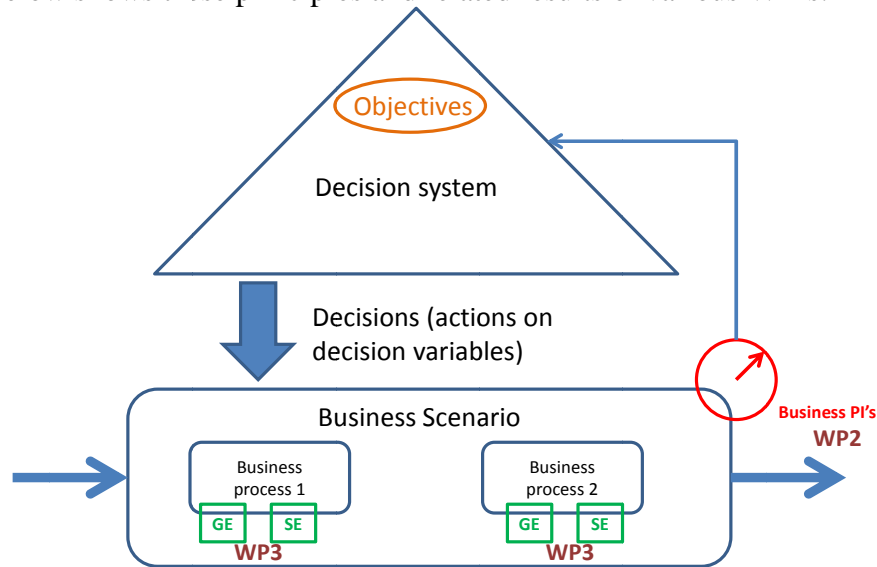 Objectives
Decision system
Decisions (actions on
decision variables)
Business Scenario
Business PI's
WP2
Business
process 1
Business
process 2
GE
SE
GE
SE
WP3
WP3